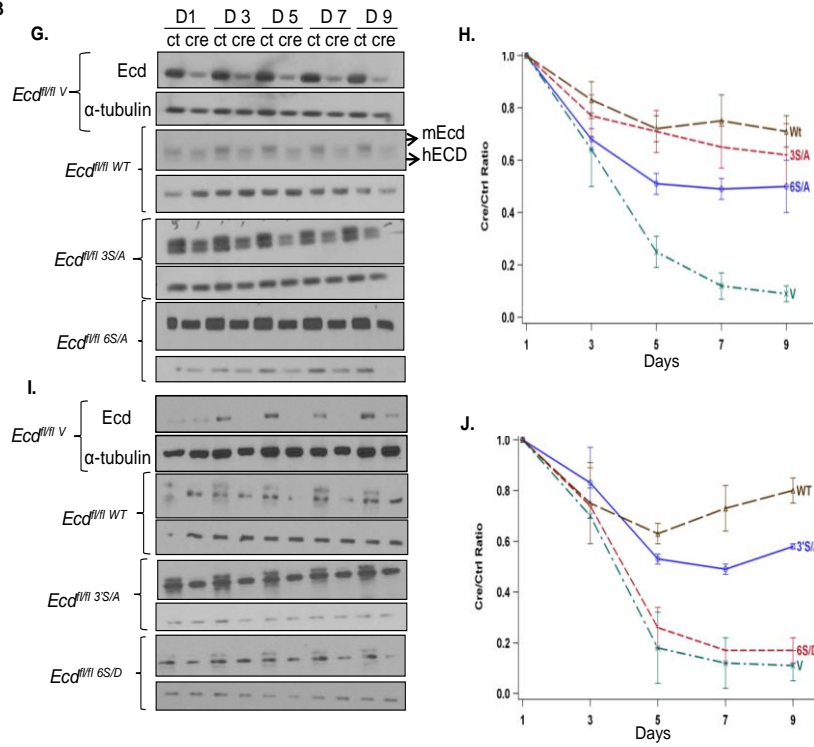 B
G.
D1 D 3 D 5 D 7 D 9
ct cre ct cre ct cre ct cre ct cre
Ecd
Ecdfl/fl V
α-tubulin
mEcd
hECD
Ecdfl/fl WT
Ecdfl/fl 3S/A
Ecdfl/fl 6S/A
H.
Cre/Ctrl Ratio
1.0
0.8
0.6
0.4
0.2
0.0
Wt
3S/A
6S/A
V
1 3 5 7 9
Days
I.
Ecd
Ecdfl/fl V
α-tubulin
Ecdfl/fl WT
Ecdfl/fl 3'S/A
Ecdfl/fl 6S/D
J.
Cre/Ctrl Ratio
1.0
0.8
0.6
0.4
0.2
0.0
WT
3'S/
6S/D
V
1 3 5 7 9
Days